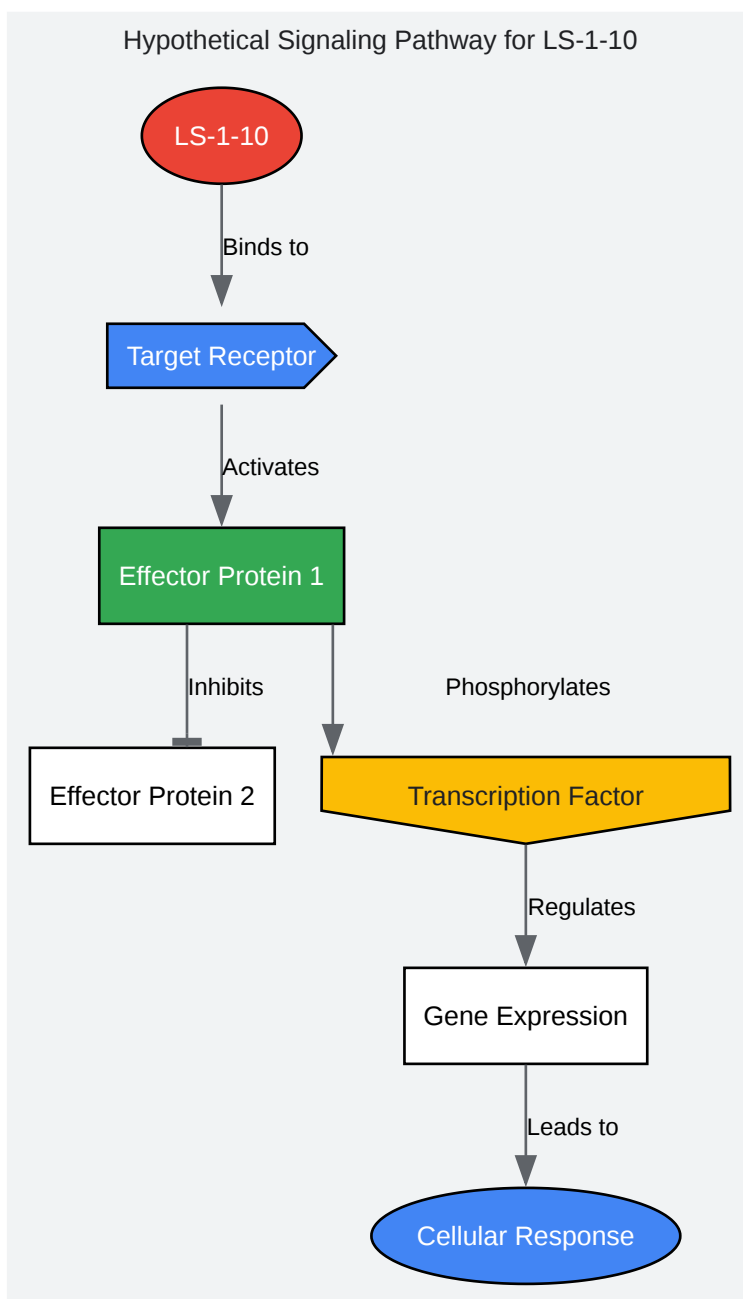 Hypothetical Signaling Pathway for LS-1-10
LS-1-10
Binds to
Target Receptor
Activates
Effector Protein 1
Inhibits
Phosphorylates
Effector Protein 2
Transcription Factor
Regulates
Gene Expression
Leads to
Cellular Response